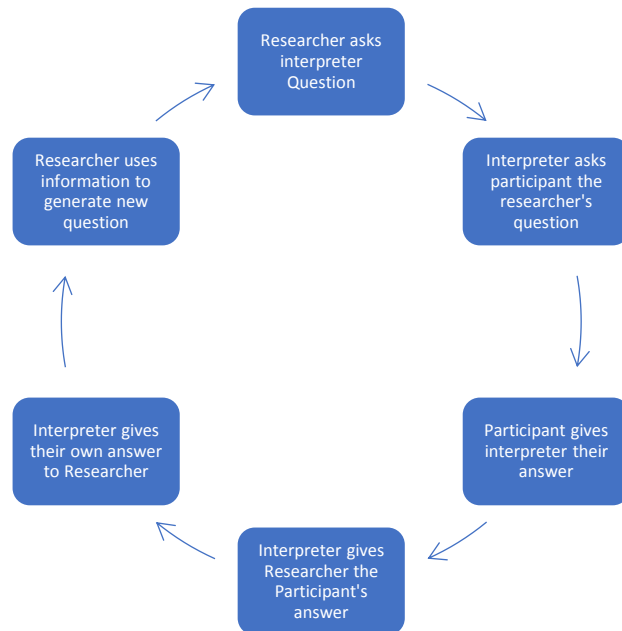 Researcher asks
interpreter
Question
Interpreter asks
participant the
researcher's
question
Participant gives
interpreter their
answer
Interpreter gives
Researcher the
Participant's
answer
Interpreter gives
their own answer
to Researcher
Researcher uses
information to
generate new
question